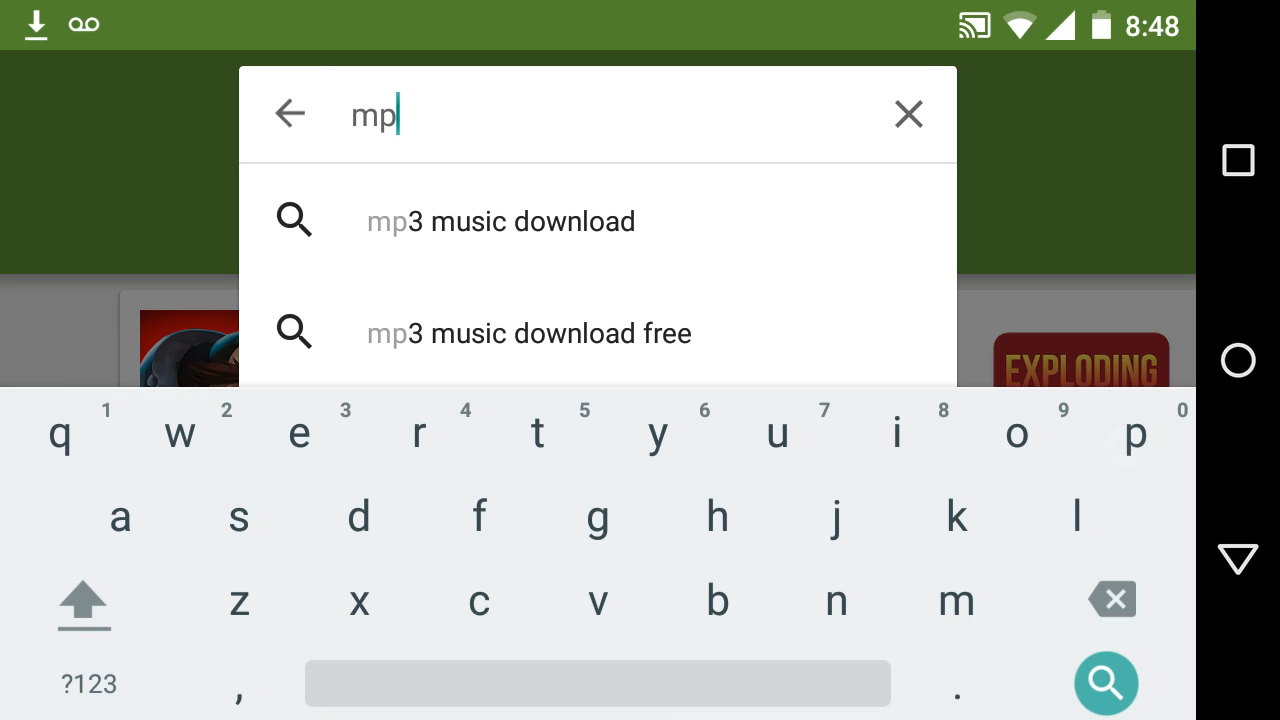 8:48
mp
mp3 music download
mp3 music download free
EXPLODING
1 2 3 4 5 6 7 8 9 0
q w e r t y u i o p
a s d f g h j k l
z x c v b n m
?123 , .